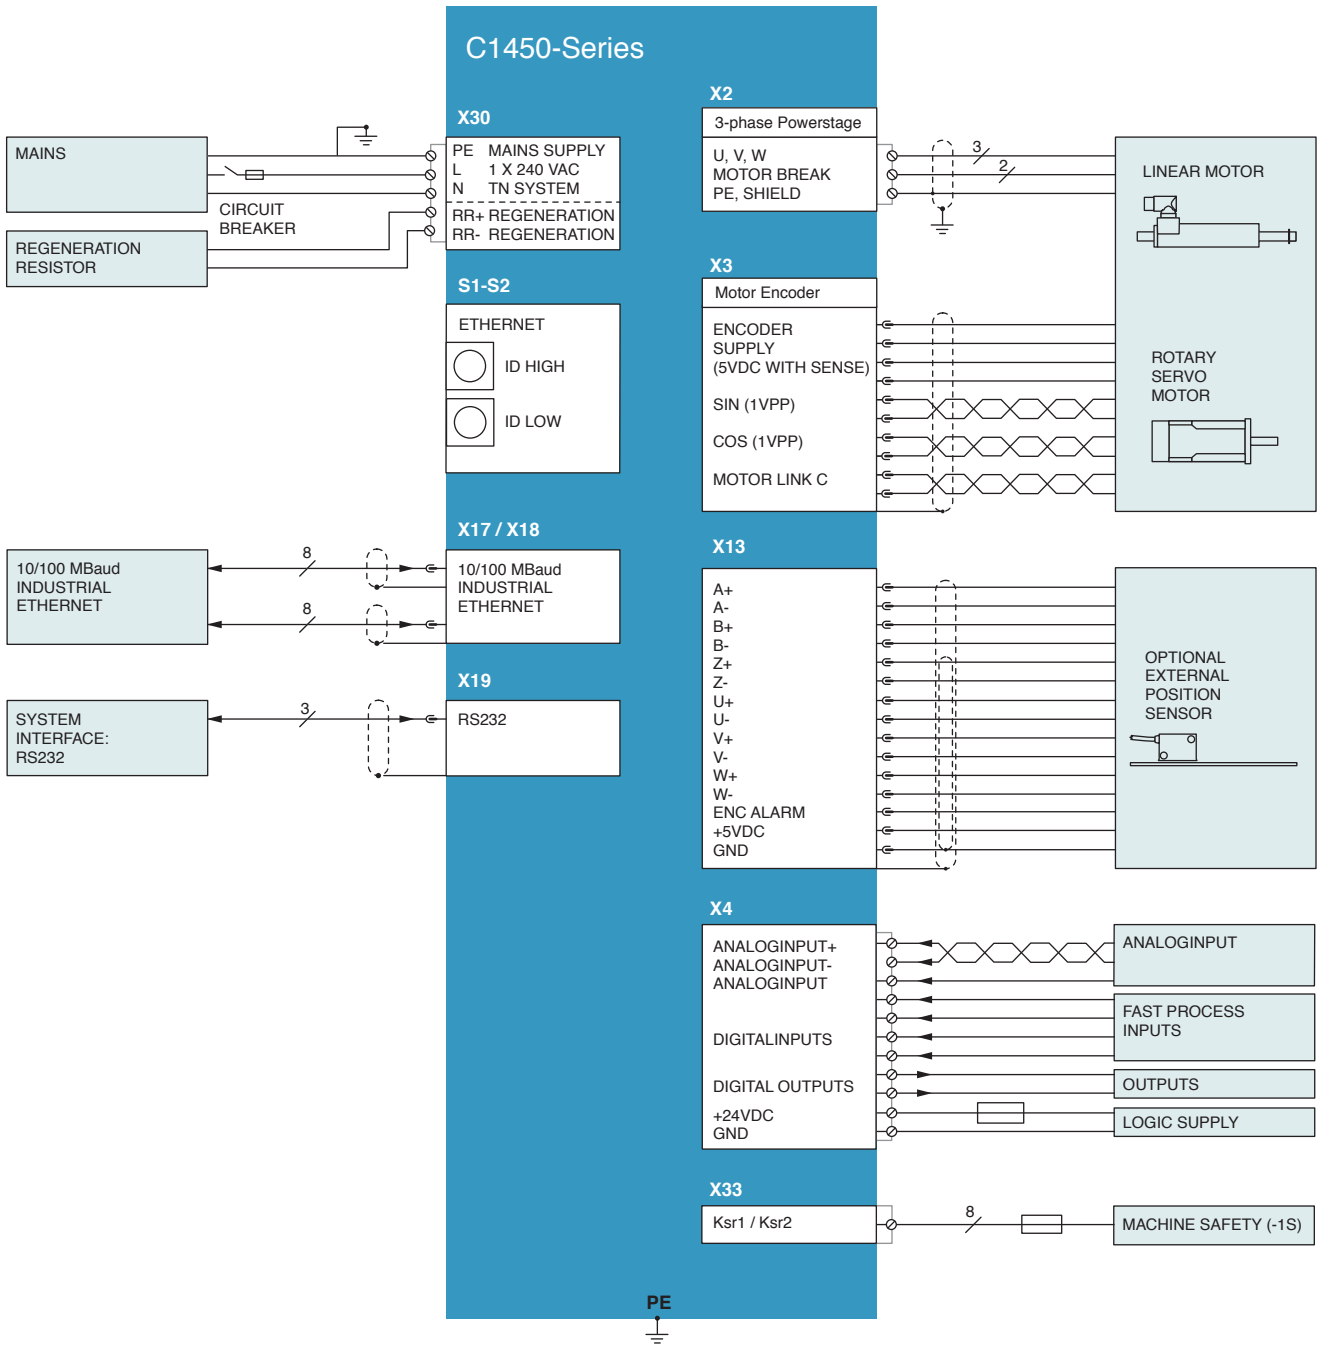 C1450-Series
X30
MAINS
PE MAINS SUPPLY
L 1 X 240 VAC
N TN SYSTEM
RR+ REGENERATION
RR- REGENERATION
CIRCUIT
BREAKER
REGENERATION
RESISTOR
S1-S2
ETHERNET
ID HIGH
ID LOW
X17 / X18
10/100 MBaud
INDUSTRIAL
ETHERNET
8
8
10/100 MBaud
INDUSTRIAL
ETHERNET
X19
SYSTEM
INTERFACE:
RS232
3
RS232
X2
3-phase Powerstage
U, V, W
MOTOR BREAK
PE, SHIELD
3
2
LINEAR MOTOR
X3
Motor Encoder
ENCODER
SUPPLY
(5VDC WITH SENSE)
SIN (1VPP)
COS (1VPP)
MOTOR LINK C
ROTARY
SERVO
MOTOR
X13
A+
A-
B+
B-
Z+
Z-
U+
U-
V+
V-
W+
W-
ENC ALARM
+5VDC
GND
OPTIONAL
EXTERNAL
POSITION
SENSOR
X4
ANALOGINPUT+
ANALOGINPUT-
ANALOGINPUT
DIGITALINPUTS
DIGITAL OUTPUTS
+24VDC
GND
ANALOGINPUT
FAST PROCESS
INPUTS
OUTPUTS
LOGIC SUPPLY
X33
Ksr1 / Ksr2
8
MACHINE SAFETY (-1S)
PE